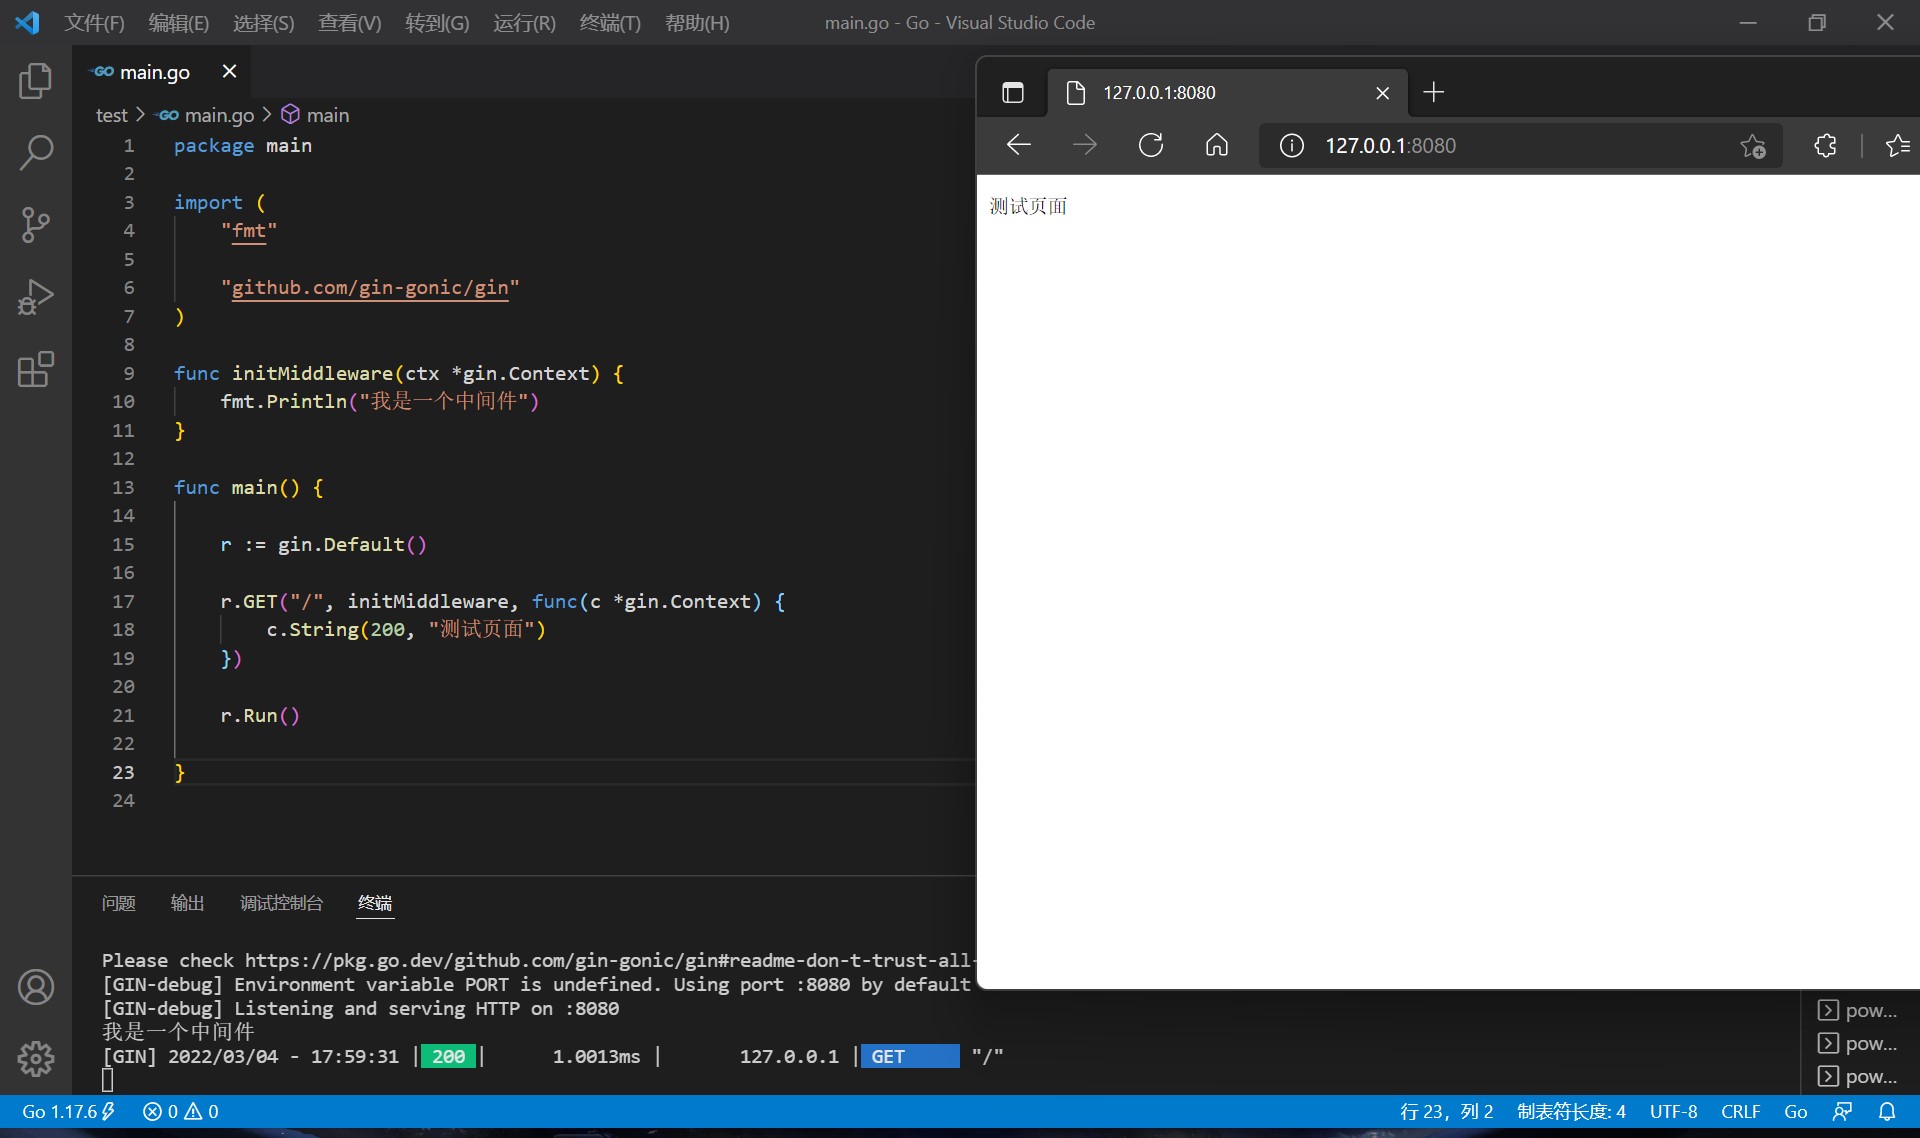 文件(F) 编辑(E) 选择(S) 查看(V) 转到(G) 运行(R) 终端(T) 帮助(H) main.go - Go - Visual Studio Code
GO main.go
test > GO main.go > main
1 package main
2
3 import (
4 "fmt"
5
6 "github.com/gin-gonic/gin"
7 )
8
9 func initMiddleware(ctx *gin.Context) {
10 fmt.Println("我是一个中间件")
11 }
12
13 func main() {
14
15 r := gin.Default()
16
17 r.GET("/", initMiddleware, func(c *gin.Context) {
18 c.String(200, "测试页面")
19 })
20
21 r.Run()
22
23 }
24
127.0.0.1:8080
127.0.0.1:8080
测试页面
问题 输出 调试控制台 终端
Please check https://pkg.go.dev/github.com/gin-gonic/gin#readme-don-t-trust-all-
[GIN-debug] Environment variable PORT is undefined. Using port :8080 by default
[GIN-debug] Listening and serving HTTP on :8080
我是一个中间件
[GIN] 2022/03/04 - 17:59:31 | 200 | 1.0013ms | 127.0.0.1 | GET "/"
pow...
pow...
pow...
Go 1.17.6 0 0 行 23，列 2 制表符长度: 4 UTF-8 CRLF Go